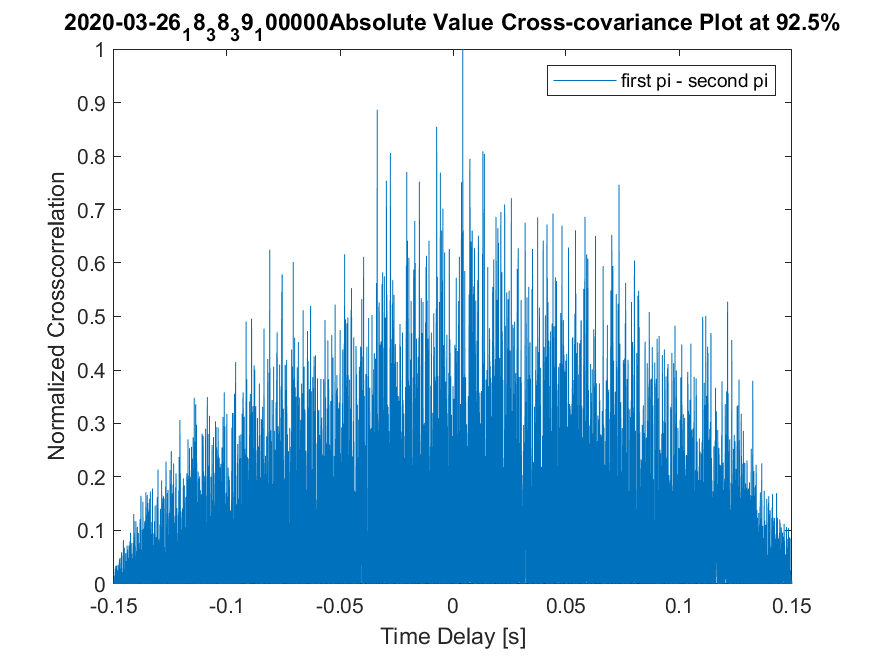 2020-03-26₁8₃8₃9₁00000Absolute Value Cross-covariance Plot at 92.5%
first pi - second pi
Normalized Crosscorrelation
1
0.9
0.8
0.7
0.6
0.5
0.4
0.3
0.2
0.1
0
-0.15 -0.1 -0.05 0 0.05 0.1 0.15
Time Delay [s]